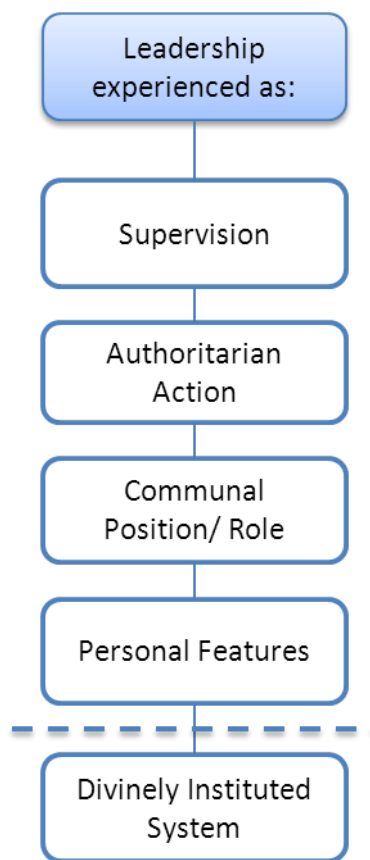 Leadership
experienced as:
Supervision
Authoritarian
Action
Communal
Position/ Role
Personal Features
Divinely Instituted
System